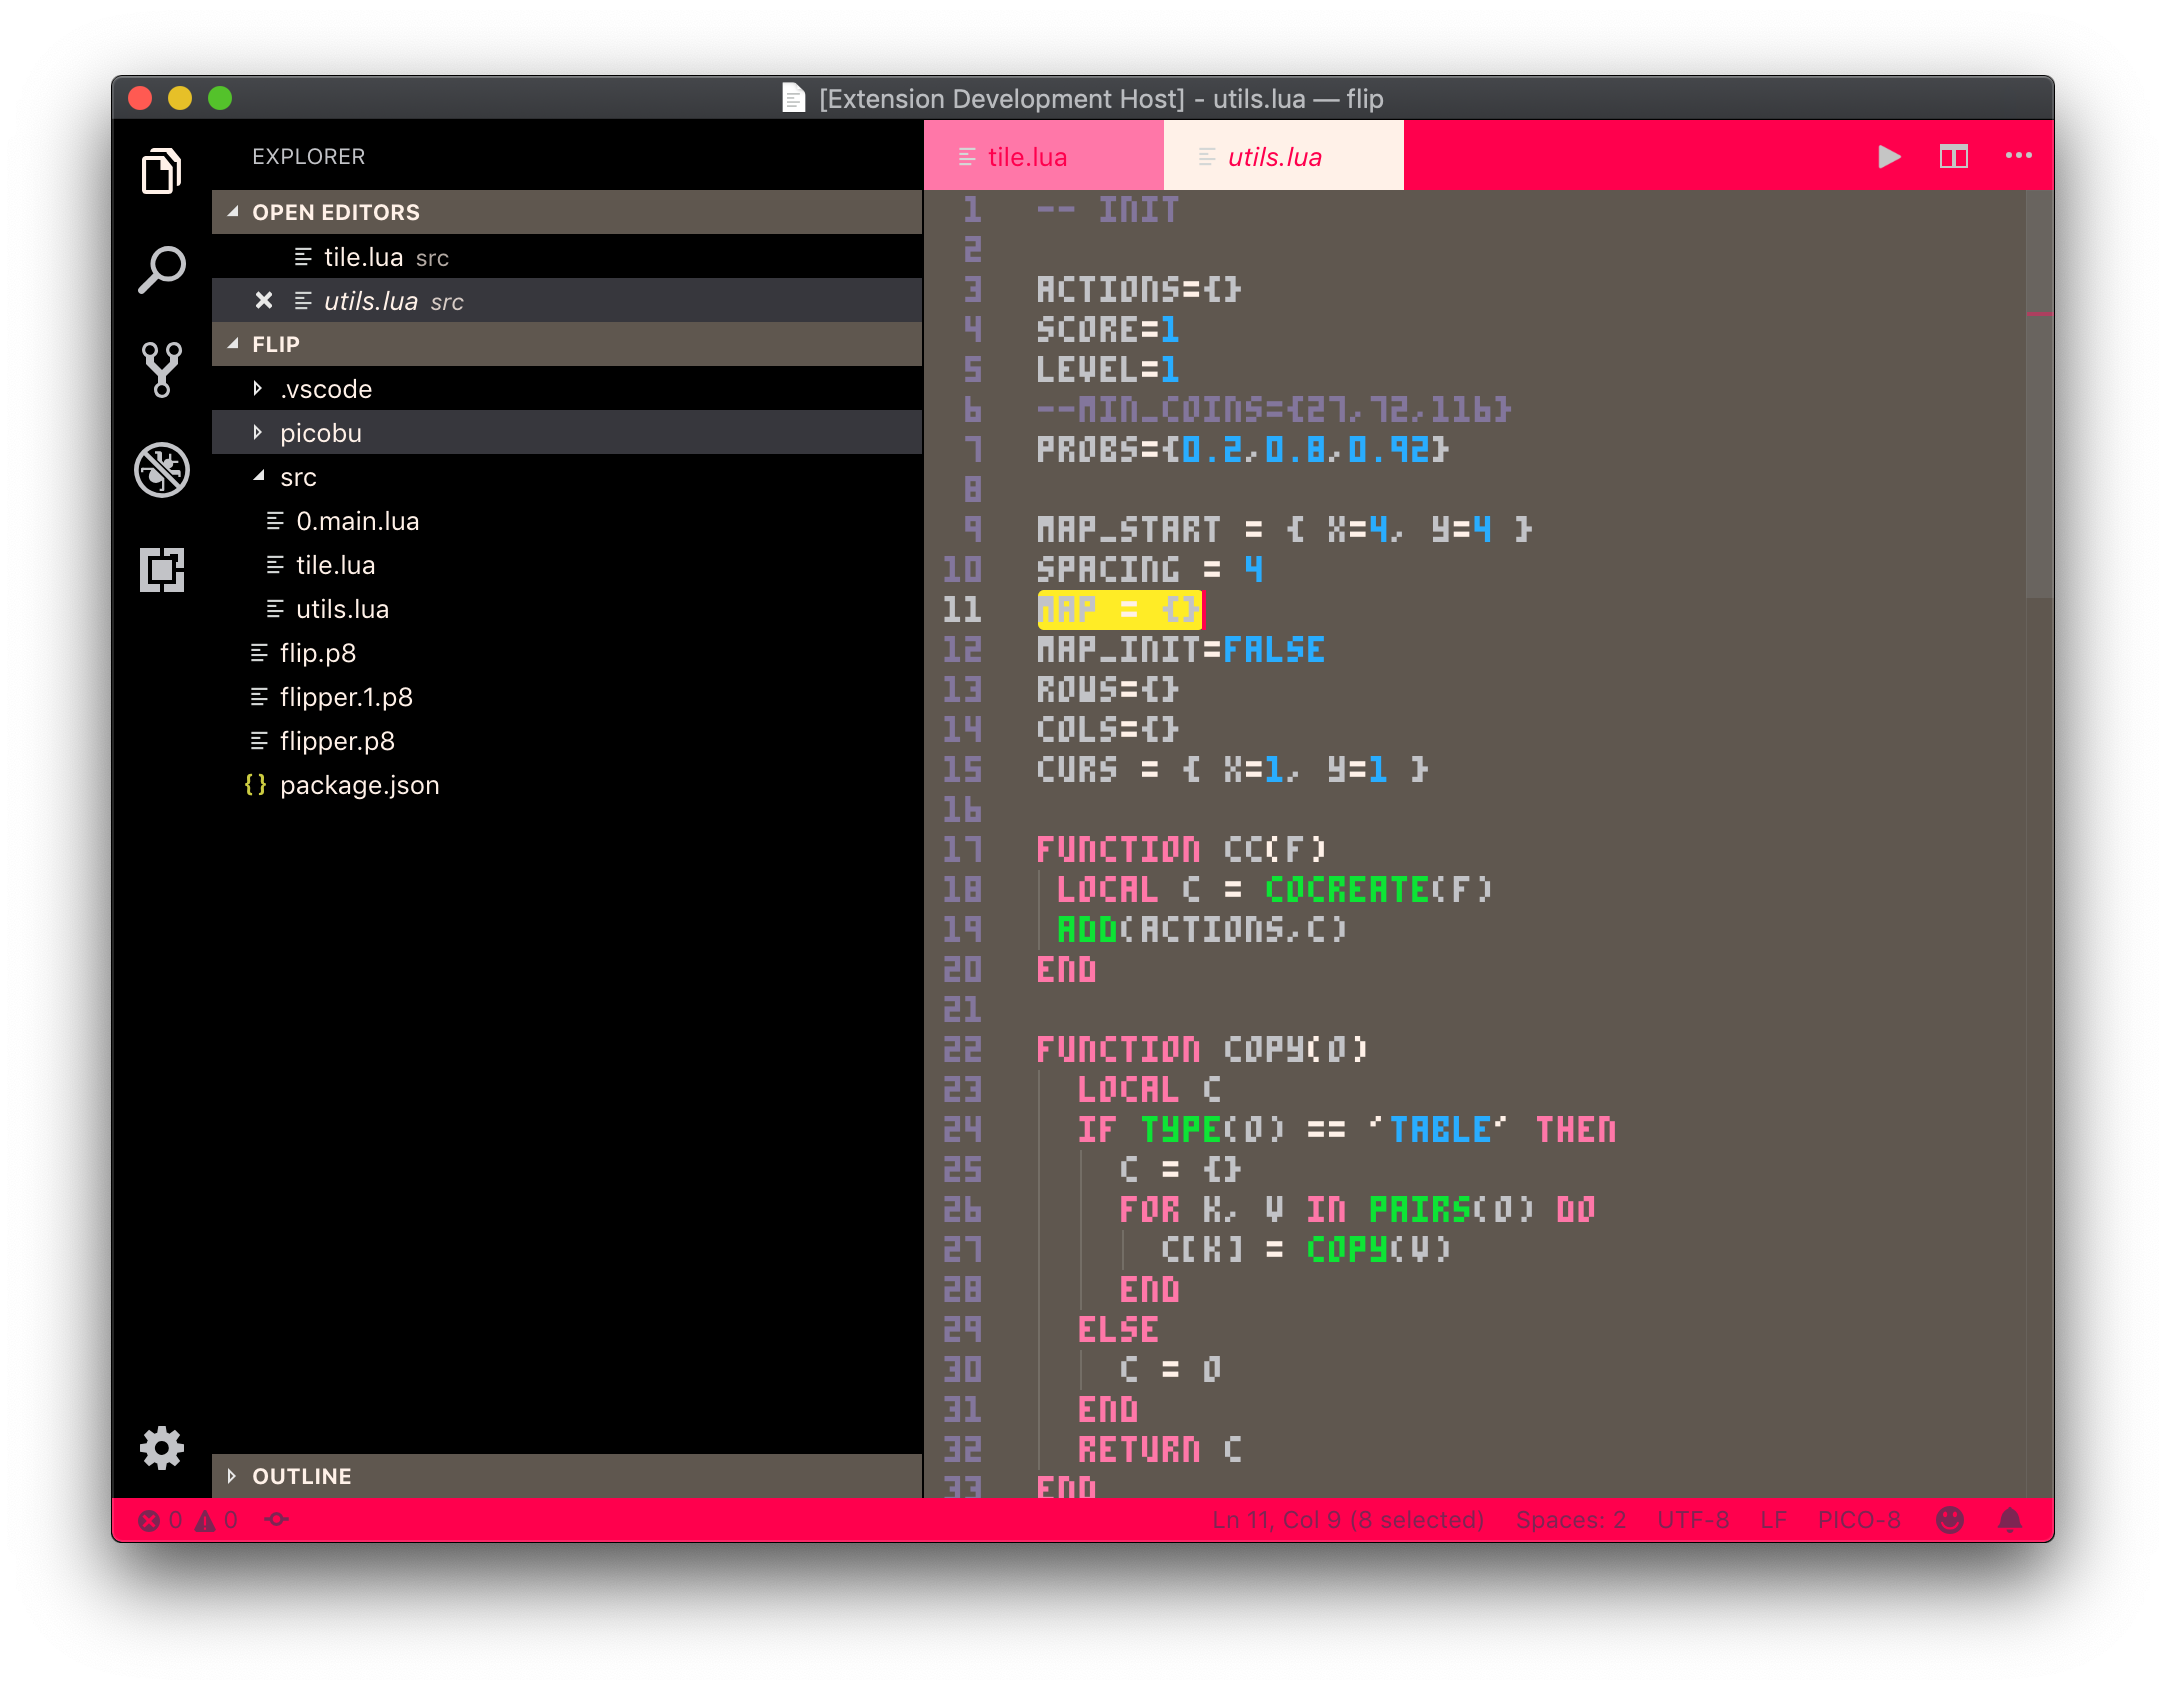 [Extension Development Host] - utils.lua — flip
EXPLORER
OPEN EDITORS
tile.lua src
utils.lua src
FLIP
.vscode
picobu
src
0.main.lua
tile.lua
utils.lua
flip.p8
flipper.1.p8
flipper.p8
{} package.json
OUTLINE
tile.lua
utils.lua
1 -- INIT
2
3 ACTIONS={}
4 SCORE=1
5 LEVEL=1
6 --MIN_COINS={27,72,116}
7 PROBS={0.2,0.8,0.92}
8
9 MAP_START = { X=4, Y=4 }
10 SPACING = 4
11 MAP = {}
12 MAP_INIT=FALSE
13 ROWS={}
14 COLS={}
15 CURS = { X=1, Y=1 }
16
17 FUNCTION CC(F)
18 LOCAL C = COCREATE(F)
19 ADD(ACTIONS,C)
20 END
21
22 FUNCTION COPY(O)
23 LOCAL C
24 IF TYPE(O) == 'TABLE' THEN
25 C = {}
26 FOR K, V IN PAIRS(O) DO
27 C[K] = COPY(V)
28 END
29 ELSE
30 C = O
31 END
32 RETURN C
33 END
0 0
Ln 11, Col 9 (8 selected) Spaces: 2 UTF-8 LF PICO-8